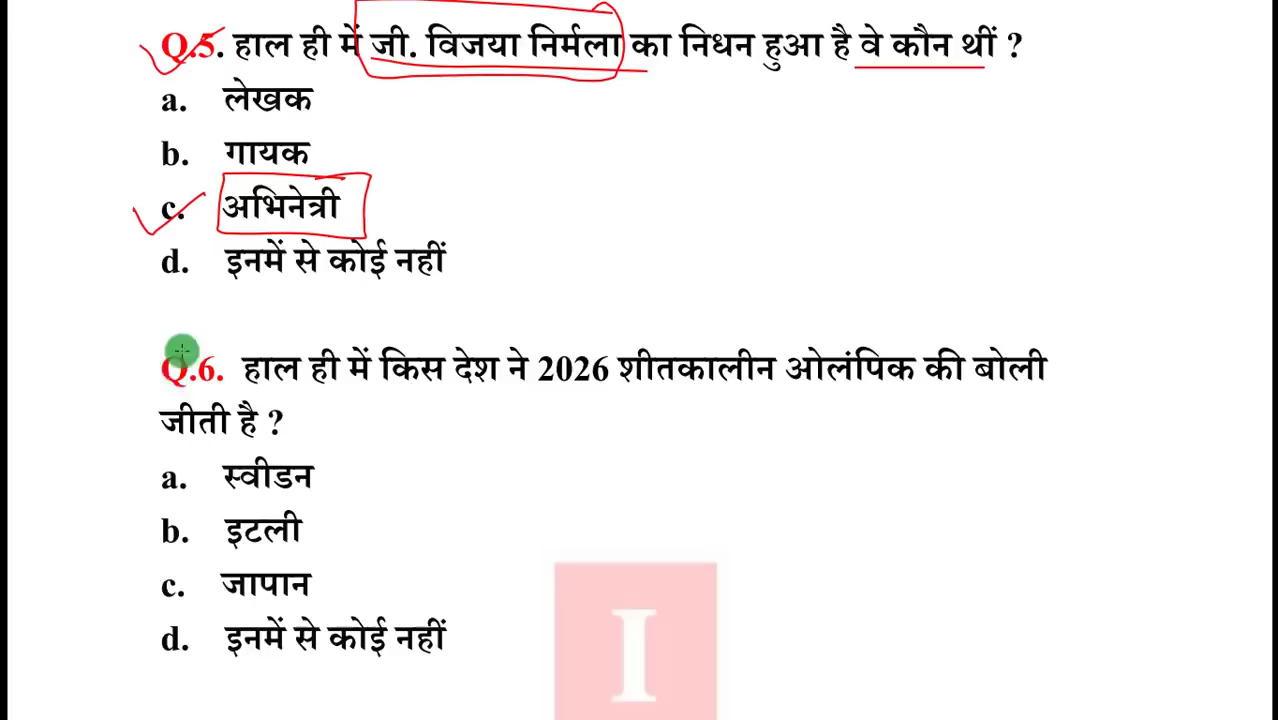 Q.5. हाल ही में जी. विजया निर्मला का निधन हुआ है वे कौन थीं ?
a. लेखक
b. गायक
c. अभिनेत्री
d. इनमें से कोई नहीं
Q.6. हाल ही में किस देश ने 2026 शीतकालीन ओलंपिक की बोली
जीती है ?
a. स्वीडन
b. इटली
c. जापान
d. इनमें से कोई नहीं
I